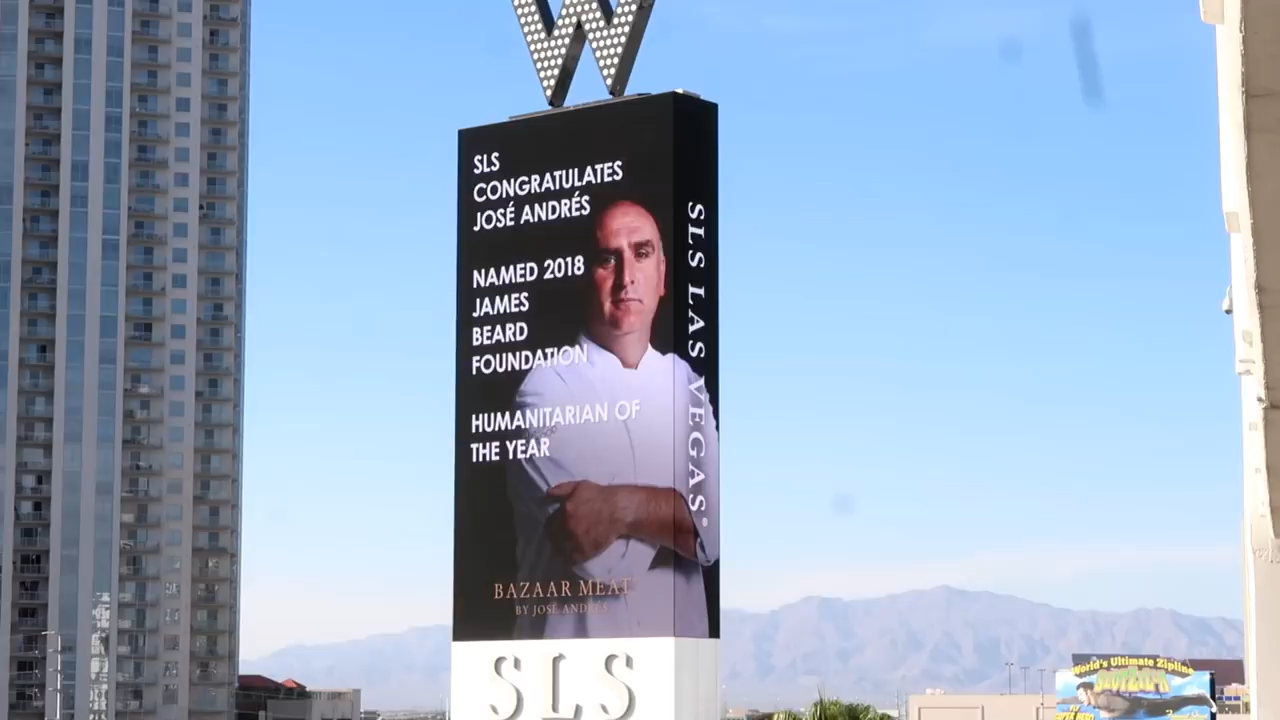 W
SLS
CONGRATULATES
JOSÉ ANDRÉS
NAMED 2018
JAMES
BEARD
FOUNDATION
HUMANITARIAN OF
THE YEAR
BAZAAR MEAT
BY JOSÉ ANDRÉS
SLS LAS VEGAS®
SLS
World's Ultimate Zipline
SLOTZILLA